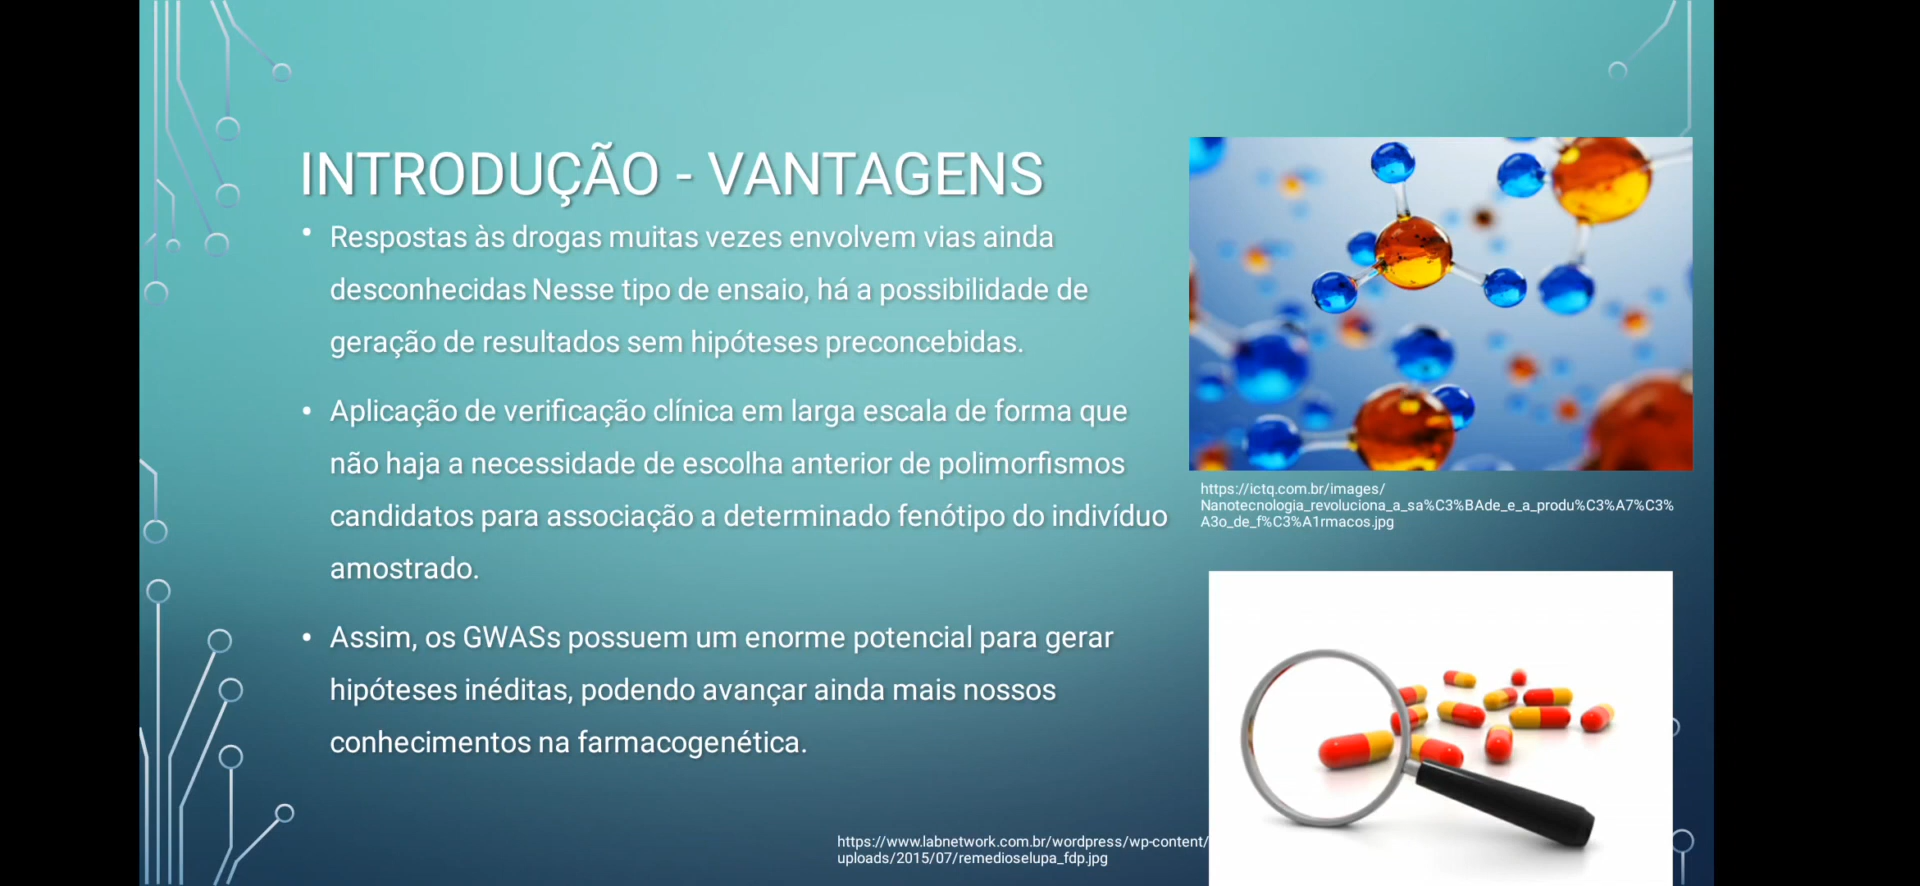 INTRODUÇÃO - VANTAGENS
• Respostas às drogas muitas vezes envolvem vias ainda
desconhecidas Nesse tipo de ensaio, há a possibilidade de
geração de resultados sem hipóteses preconcebidas.
• Aplicação de verificação clínica em larga escala de forma que
não haja a necessidade de escolha anterior de polimorfismos
candidatos para associação a determinado fenótipo do indivíduo
amostrado.
• Assim, os GWASs possuem um enorme potencial para gerar
hipóteses inéditas, podendo avançar ainda mais nossos
conhecimentos na farmacogenética.
https://ictq.com.br/images/
Nanotecnologia_revoluciona_a_sa%C3%BAde_e_a_produ%C3%A7%C3%
A3o_de_f%C3%A1rmacos.jpg
https://www.labnetwork.com.br/wordpress/wp-content/
uploads/2015/07/remedioselupa_fdp.jpg